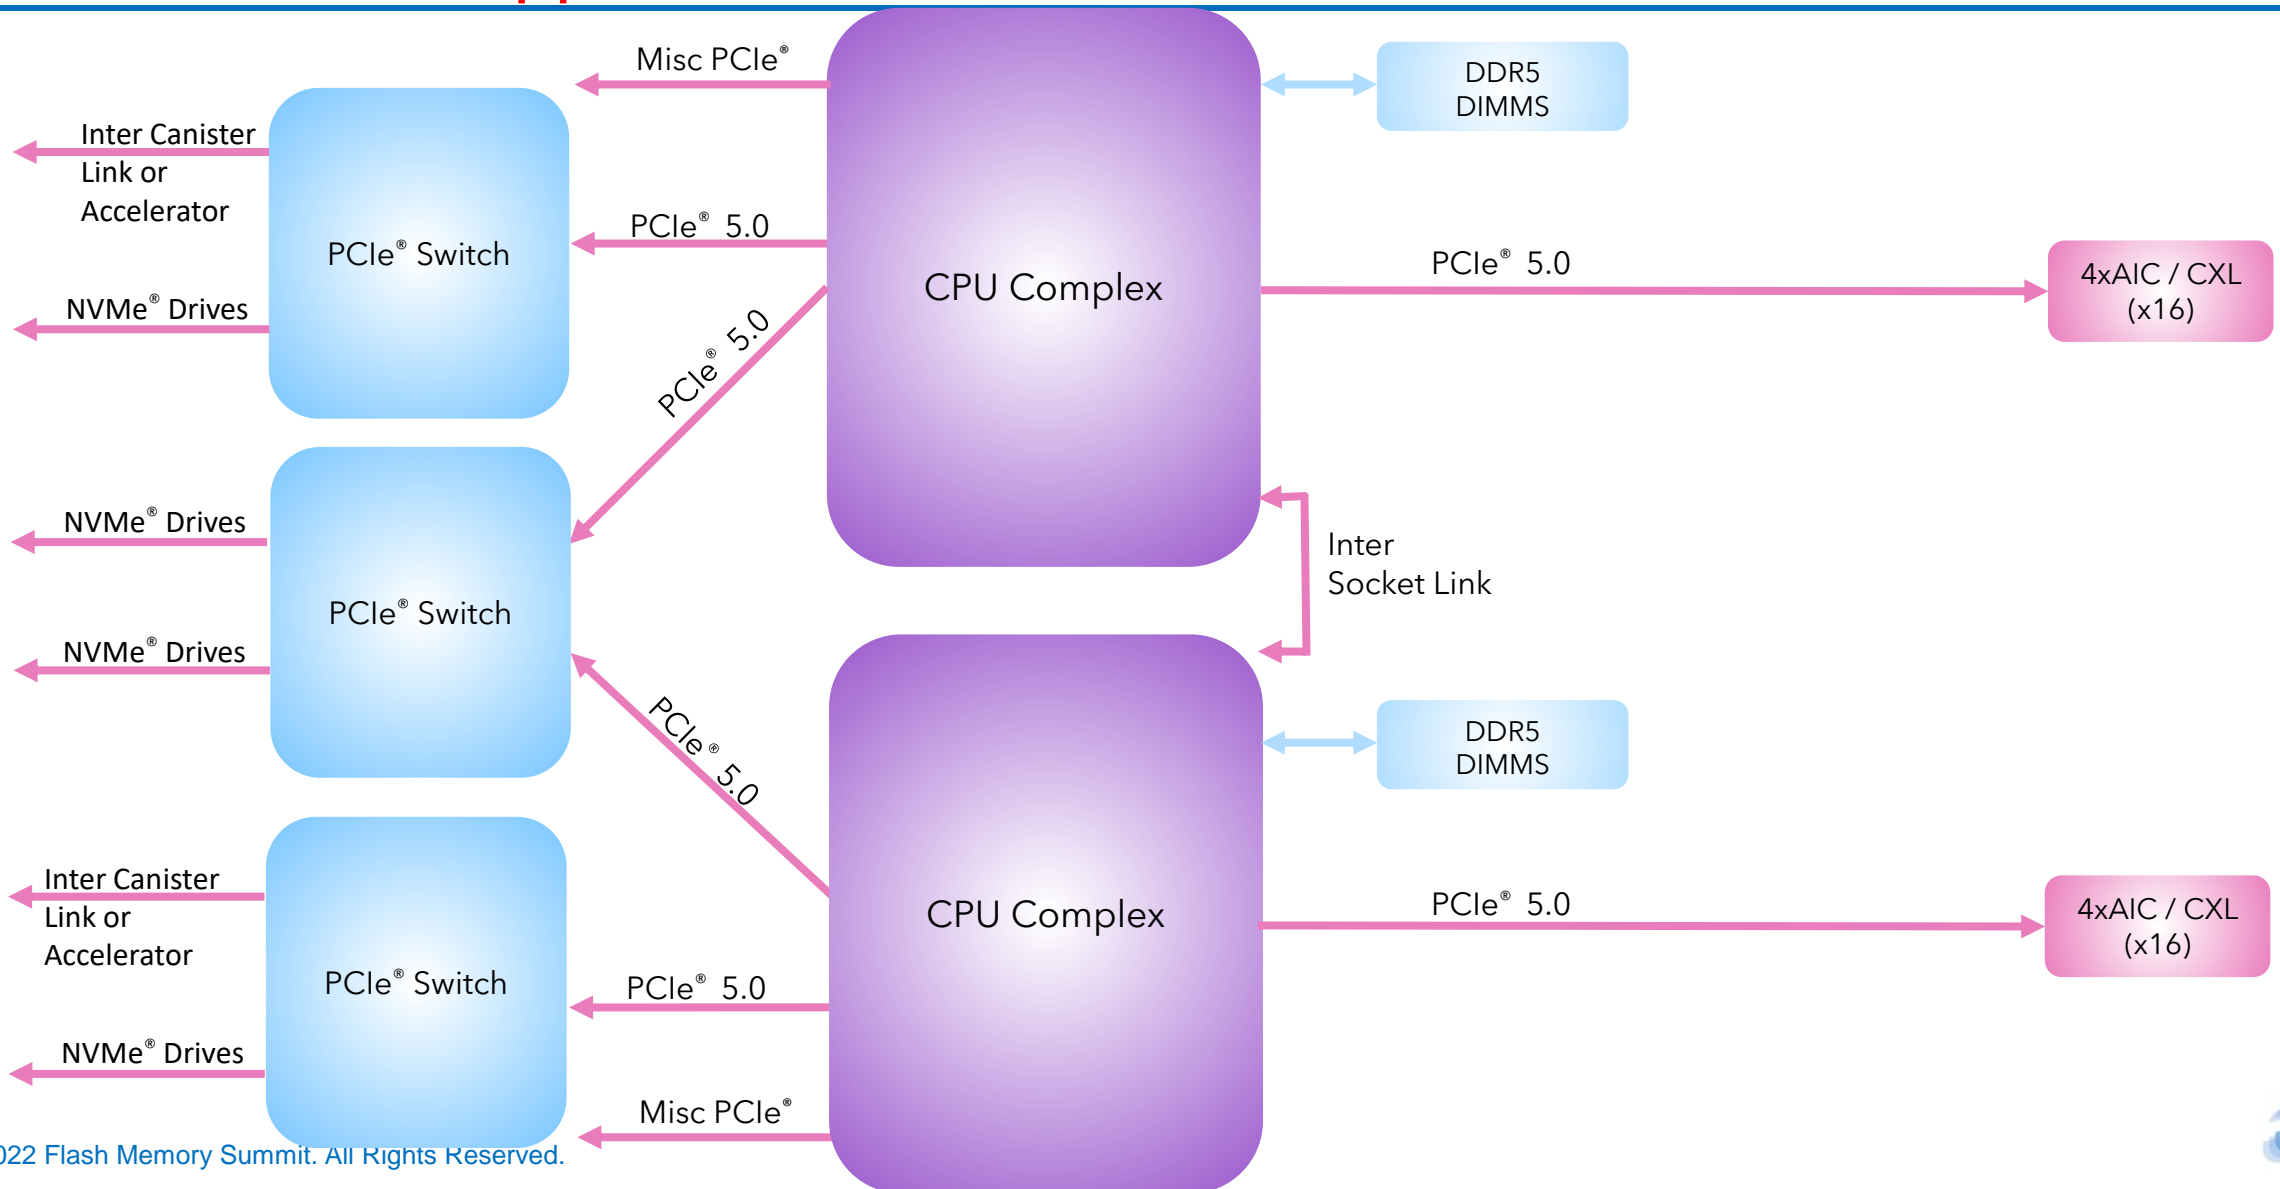 Misc PCIe®
DDR5
DIMMS
Inter Canister
Link or
Accelerator
PCIe® Switch
PCIe® 5.0
CPU Complex
PCIe® 5.0
4xAIC / CXL
(x16)
NVMe® Drives
PCIe® 5.0
NVMe® Drives
Inter
Socket Link
PCIe® Switch
NVMe® Drives
PCIe® 5.0
DDR5
DIMMS
Inter Canister
Link or
Accelerator
CPU Complex
PCIe® 5.0
4xAIC / CXL
(x16)
PCIe® Switch
PCIe® 5.0
NVMe® Drives
Misc PCIe®
022 Flash Memory Summit. All Rights Reserved.